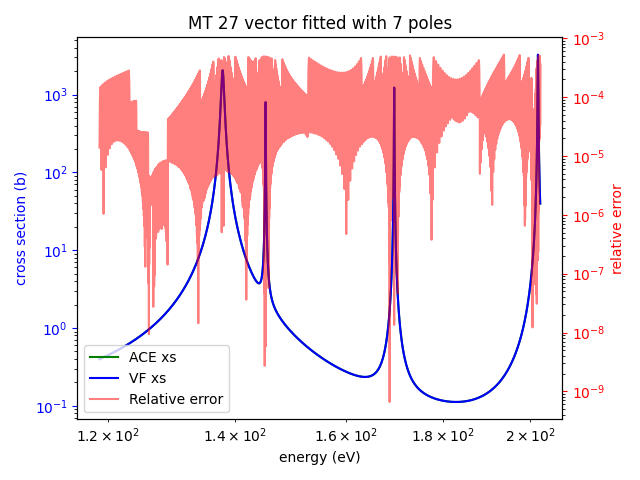 MT 27 vector fitted with 7 poles
10⁻³
10³
10⁻⁴
10²
10⁻⁵
10⁻⁶
10¹
10⁻⁷
10⁰
10⁻⁸
10⁻¹
10⁻⁹
cross section (b)
relative error
ACE xs
VF xs
Relative error
1.2 × 10² 1.4 × 10² 1.6 × 10² 1.8 × 10² 2 × 10²
energy (eV)